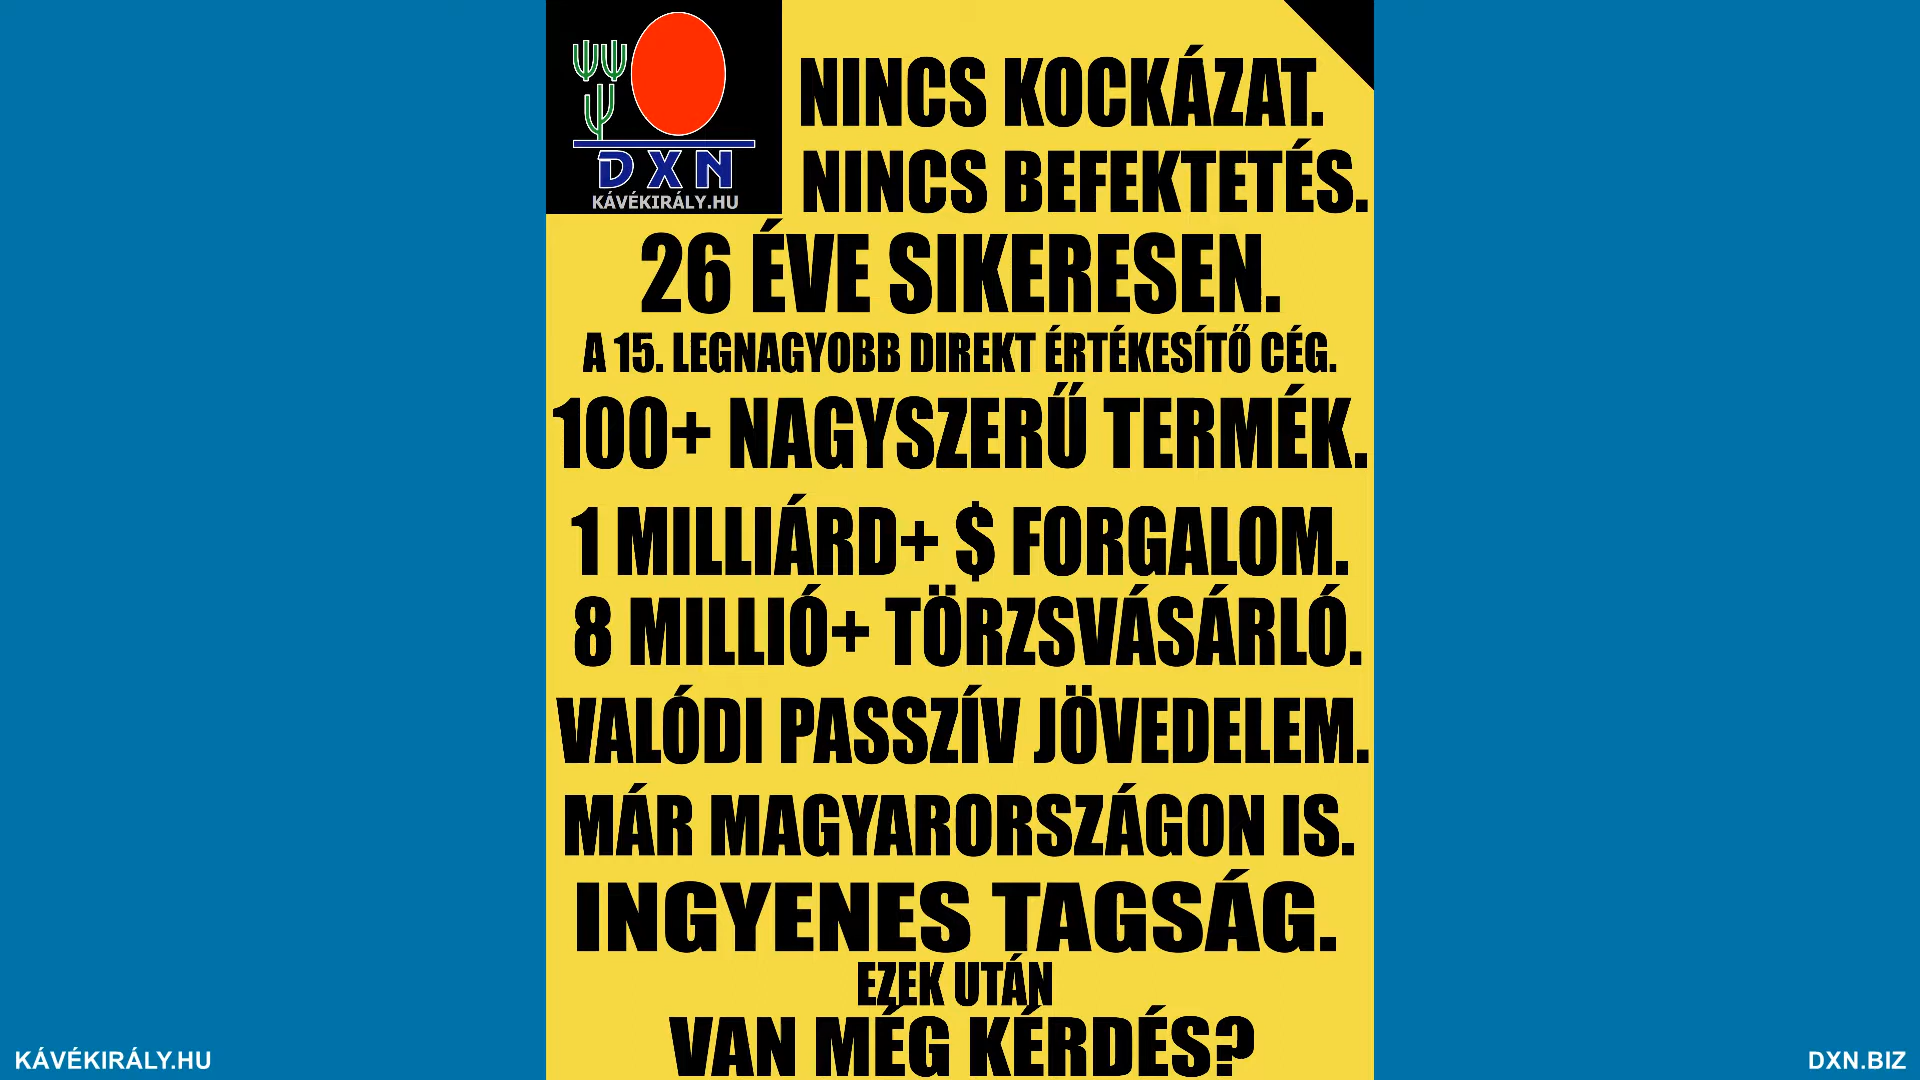 DXN
KÁVÉKIRÁLY.HU
NINCS KOCKÁZAT.
NINCS BEFEKTETÉS.
26 ÉVE SIKERESEN.
A 15. LEGNAGYOBB DIREKT ÉRTÉKESÍTŐ CÉG.
100+ NAGYSZERŰ TERMÉK.
1 MILLIÁRD+ $ FORGALOM.
8 MILLIÓ+ TÖRZSVÁSÁRLÓ.
VALÓDI PASSZÍV JÖVEDELEM.
MÁR MAGYARORSZÁGON IS.
INGYENES TAGSÁG.
EZEK UTÁN
VAN MÉG KÉRDÉS?
KÁVÉKIRÁLY.HU
DXN.BIZ